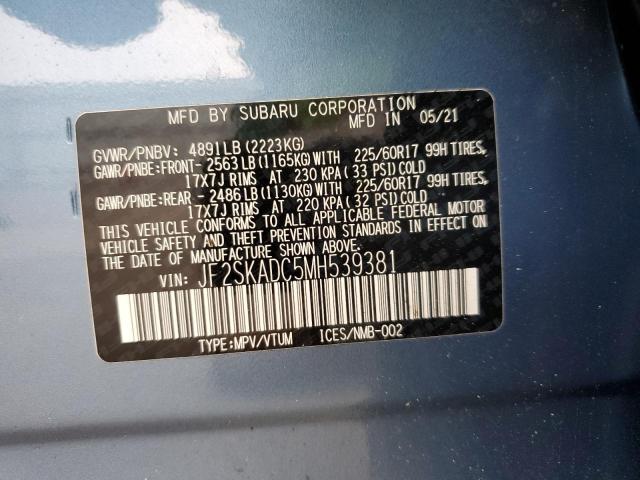 MFD BY SUBARU CORPORATION
MFD IN 05/21
GVWR/PNBV: 4891LB (2223KG)
GAWR/PNBE:FRONT- 2563LB(1165KG)WITH 225/60R17 99H TIRES,
17X7J RIMS AT 230 KPA (33 PSI)COLD
GAWR/PNBE:REAR - 2486LB(1130KG)WITH 225/60R17 99H TIRES,
17X7J RIMS AT 220 KPA (32 PSI)COLD
THIS VEHICLE CONFORMS TO ALL APPLICABLE FEDERAL MOTOR
VEHICLE SAFETY AND THEFT PREVENTION STANDARDS IN EFFECT ON
THE DATE OF MANUFACTURE SHOWN ABOVE.
VIN: JF2SKADC5MH539381
TYPE:MPV/VTUM ICES/NMB-002